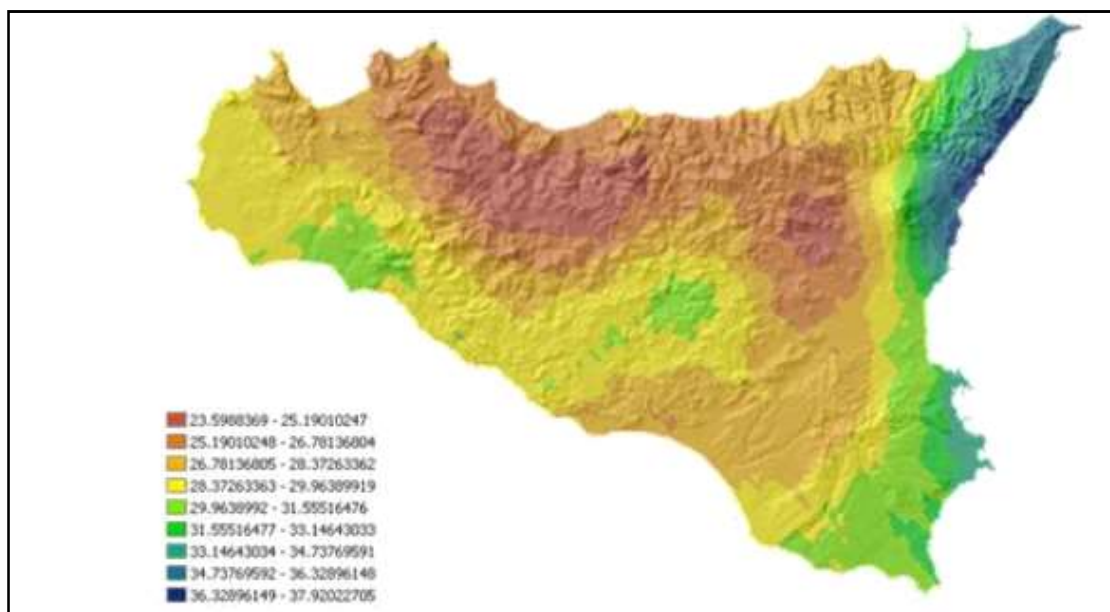 23.5988369 - 25.19010247
25.19010248 - 26.78136804
26.78136805 - 28.37263362
28.37263363 - 29.96389919
29.9638992 - 31.55516476
31.55516477 - 33.14643033
33.14643034 - 34.73769591
34.73769592 - 36.32896148
36.32896149 - 37.92022705